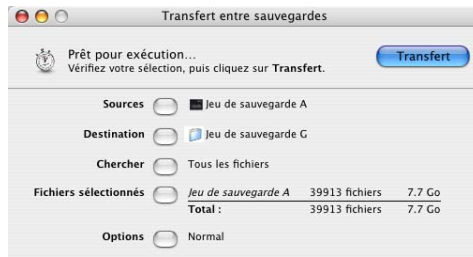 Transfert entre sauvegardes
Prêt pour exécution...
Vérifiez votre sélection, puis cliquez sur Transfert.
Transfert
Sources Jeu de sauvegarde A
Destination Jeu de sauvegarde G
Chercher Tous les fichiers
Fichiers sélectionnés Jeu de sauvegarde A 39913 fichiers 7.7 Go
Total : 39913 fichiers 7.7 Go
Options Normal